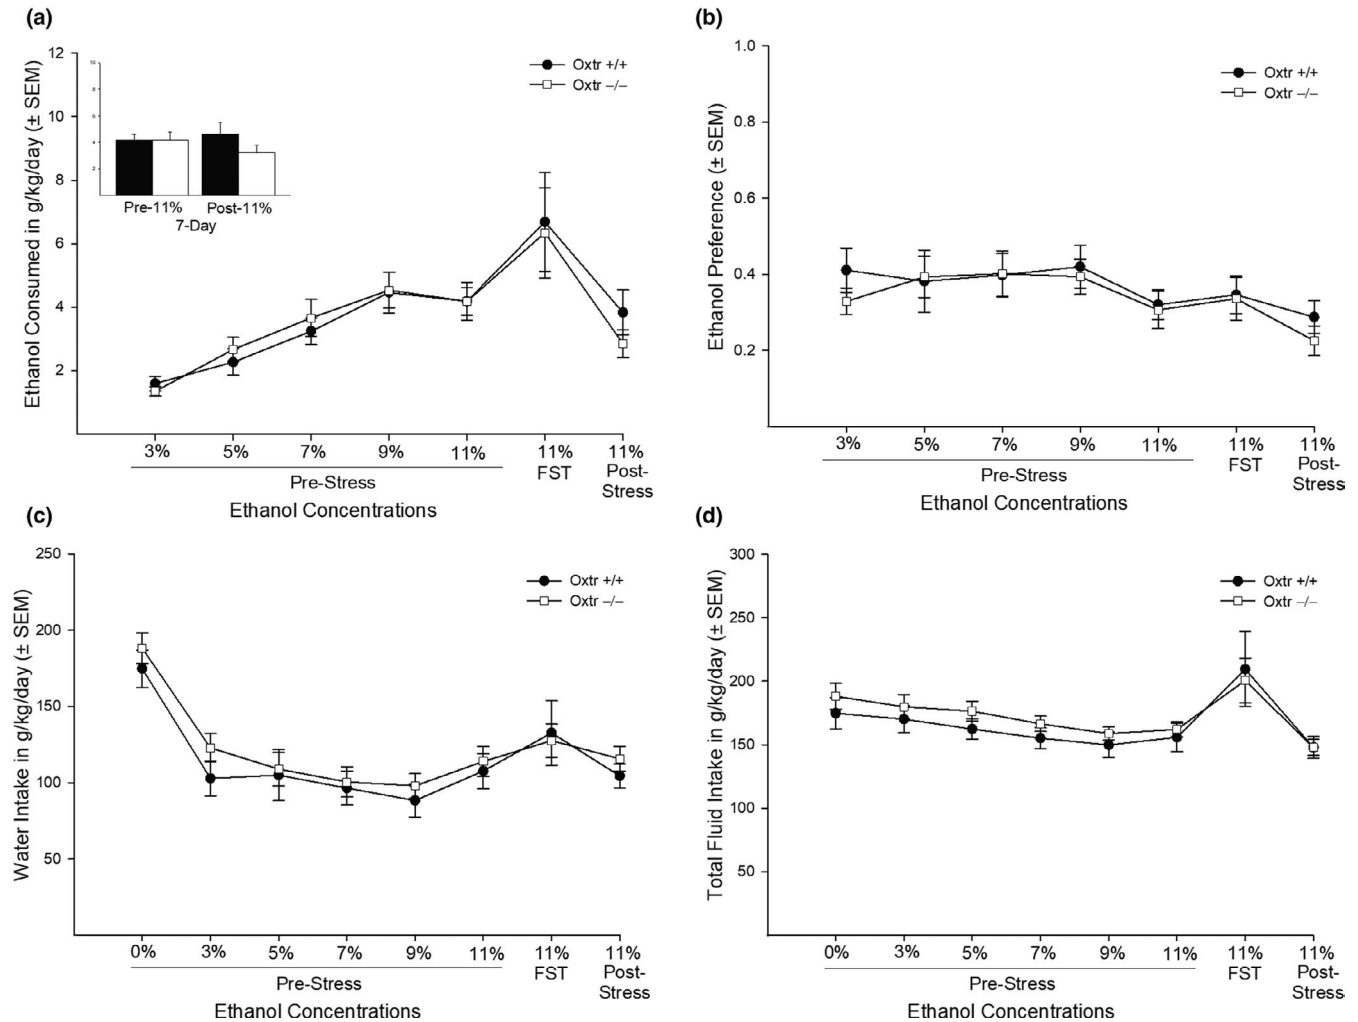 (a)
Ethanol Consumed in g/kg/day (± SEM)
12
10
8
6
4
2
Oxtr +/+
Oxtr –/–
10
8
6
4
2
Pre-11% Post-11%
7-Day
3% 5% 7% 9% 11% 11% 11%
FST Post-
Stress
Pre-Stress
Ethanol Concentrations
(b)
Ethanol Preference (± SEM)
1.0
0.8
0.6
0.4
0.2
Oxtr +/+
Oxtr –/–
3% 5% 7% 9% 11% 11% 11%
FST Post-
Stress
Pre-Stress
Ethanol Concentrations
(c)
Water Intake in g/kg/day (± SEM)
250
200
150
100
50
Oxtr +/+
Oxtr –/–
0% 3% 5% 7% 9% 11% 11% 11%
FST Post-
Stress
Pre-Stress
Ethanol Concentrations
(d)
Total Fluid Intake in g/kg/day (± SEM)
300
250
200
150
100
50
Oxtr +/+
Oxtr –/–
0% 3% 5% 7% 9% 11% 11% 11%
FST Post-
Stress
Pre-Stress
Ethanol Concentrations